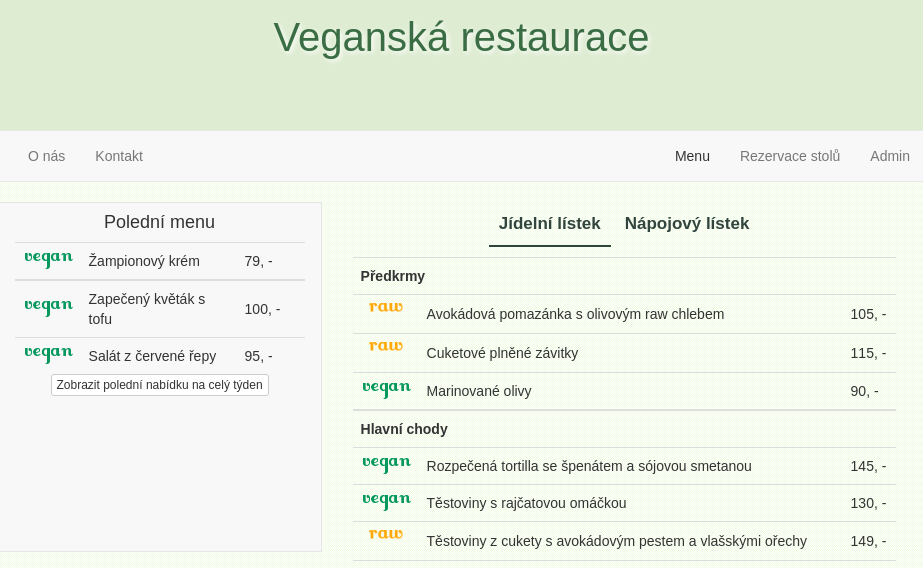 Veganská restaurace
O nás Kontakt Menu Rezervace stolů Admin
Polední menu
vegan Žampionový krém 79, -
vegan Zapečený květák s
tofu 100, -
vegan Salát z červené řepy 95, -
Zobrazit polední nabídku na celý týden
Jídelní lístek Nápojový lístek
Předkrmy
raw Avokádová pomazánka s olivovým raw chlebem 105, -
raw Cuketové plněné závitky 115, -
vegan Marinované olivy 90, -
Hlavní chody
vegan Rozpečená tortilla se špenátem a sójovou smetanou 145, -
vegan Těstoviny s rajčatovou omáčkou 130, -
raw Těstoviny z cukety s avokádovým pestem a vlašskými ořechy 149, -